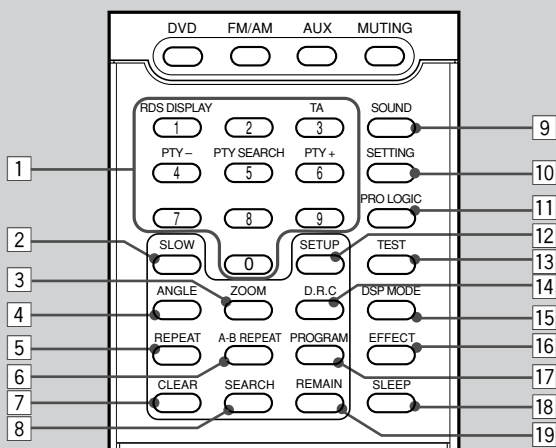 DVD FM/AM AUX MUTING
RDS DISPLAY TA SOUND
1 2 3 9
PTY – PTY SEARCH PTY + SETTING
1 4 5 6 10
PRO LOGIC 11
7 8 9 12
2 SLOW 0 SETUP TEST 13
3 14
4 ANGLE ZOOM D.R.C DSP MODE 15
5 REPEAT A-B REPEAT PROGRAM EFFECT 16
6 17
7 CLEAR SEARCH REMAIN SLEEP 18
8 19